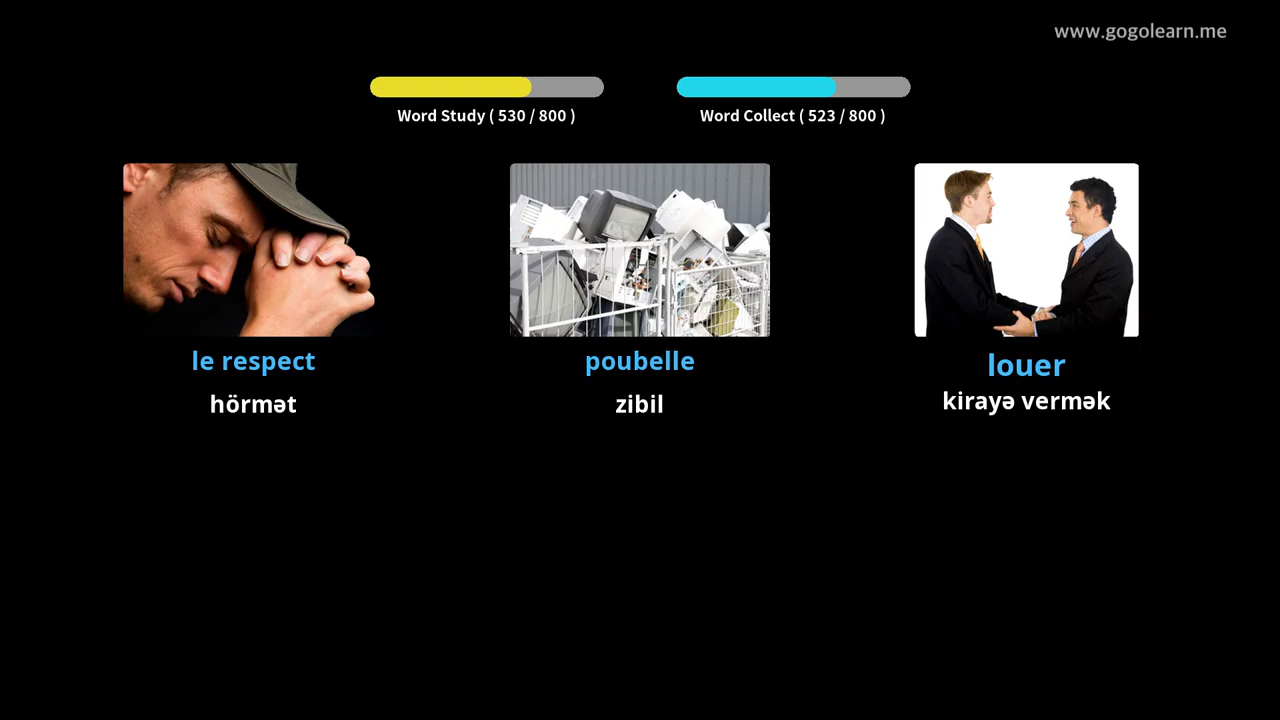 www.gogolearn.me
Word Study ( 530 / 800 )
Word Collect ( 523 / 800 )
le respect
hörmət
poubelle
zibil
louer
kirayə vermək